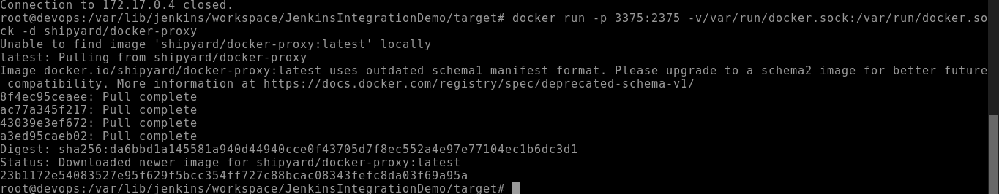 Connection to 172.17.0.4 closed.
root@devops:/var/lib/jenkins/workspace/JenkinsIntegrationDemo/target# docker run -p 3375:2375 -v/var/run/docker.sock:/var/run/docker.so
ck -d shipyard/docker-proxy
Unable to find image 'shipyard/docker-proxy:latest' locally
latest: Pulling from shipyard/docker-proxy
Image docker.io/shipyard/docker-proxy:latest uses outdated schema1 manifest format. Please upgrade to a schema2 image for better future
 compatibility. More information at https://docs.docker.com/registry/spec/deprecated-schema-v1/
8f4ec95ceaee: Pull complete
ac77a345f217: Pull complete
43039e3ef672: Pull complete
a3ed95caeb02: Pull complete
Digest: sha256:da6bbd1a145581a940d44940cce0f43705d7f8ec552a4e97e77104ec1b6dc3d1
Status: Downloaded newer image for shipyard/docker-proxy:latest
23b1172e54083527e95f629f5bcc354ff727c88bcac08343fefc8da03f69a95a
root@devops:/var/lib/jenkins/workspace/JenkinsIntegrationDemo/target#